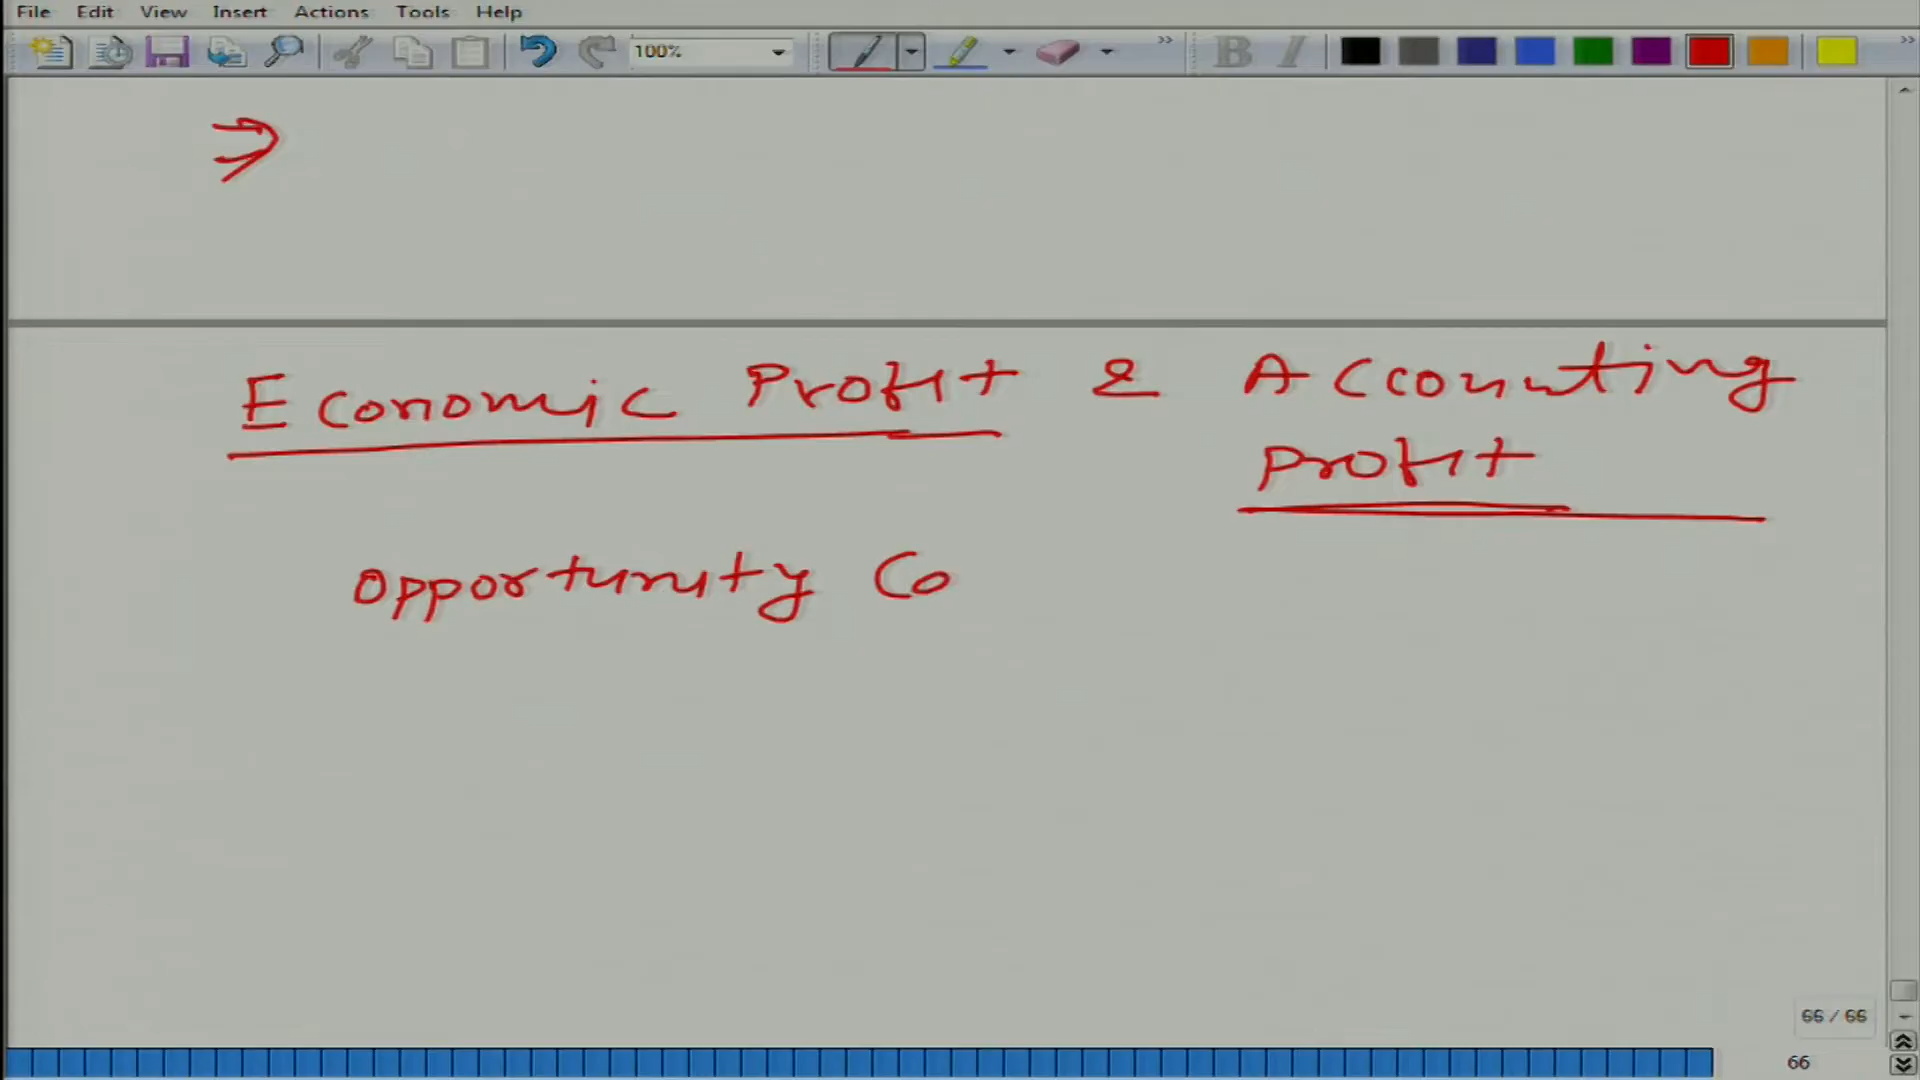 File Edit View Insert Actions Tools Help
100%
B I
⇒
Economic Profit & Accounting
Profit
Opportunity Co
66 / 66
66